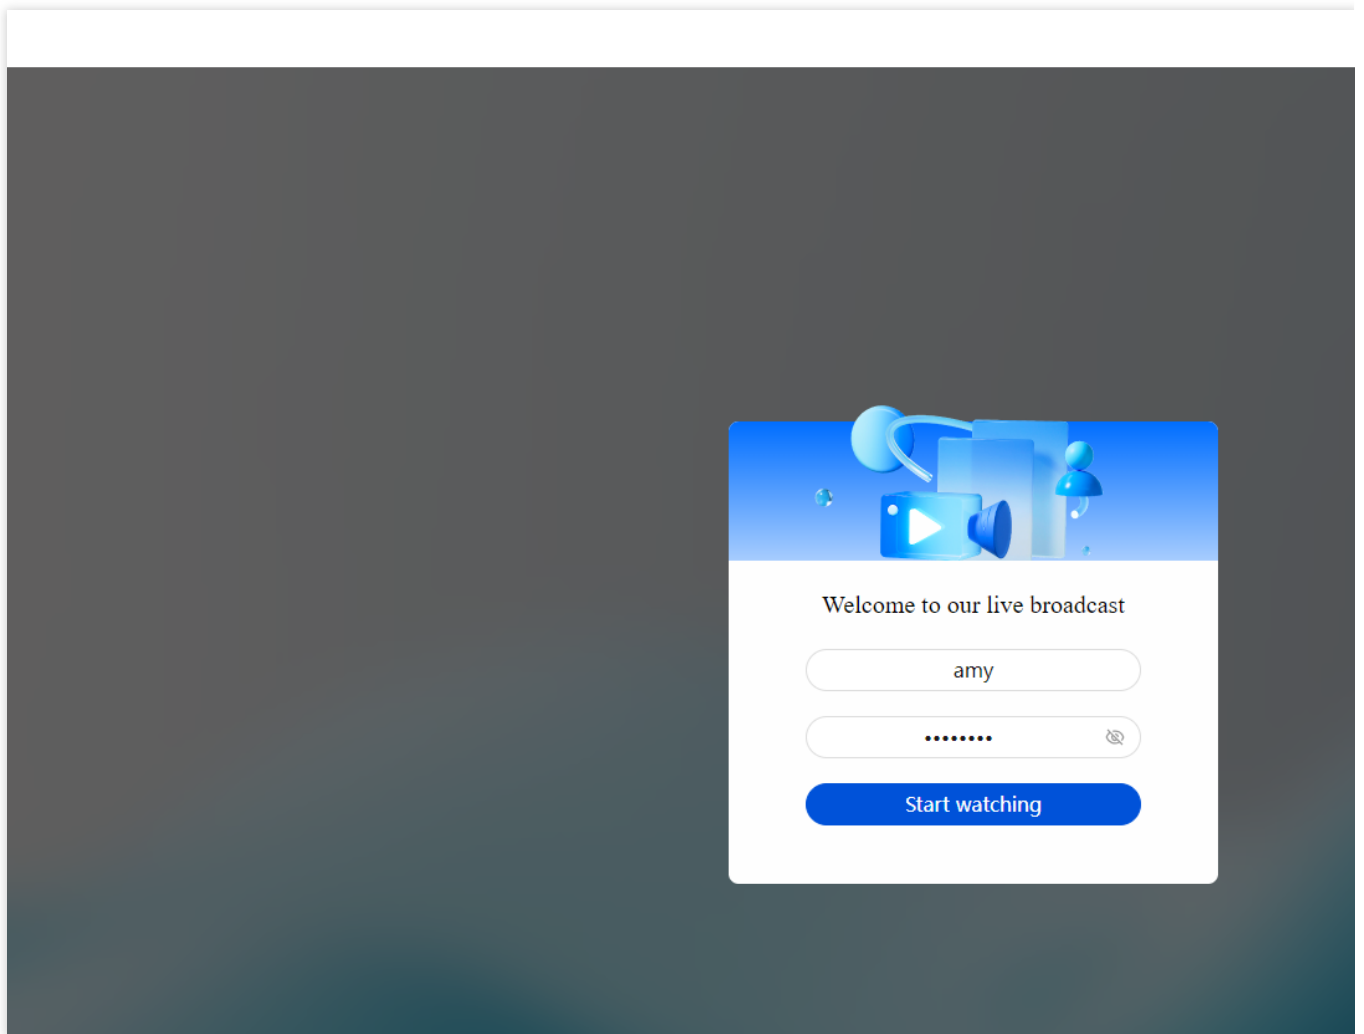 Welcome to our live broadcast
amy
••••••••
Start watching